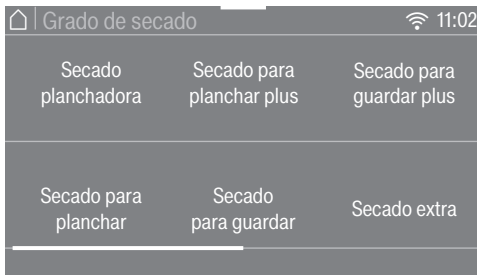 Grado de secado 11:02
Secado
planchadora
Secado para
planchar plus
Secado para
guardar plus
Secado para
planchar
Secado
para guardar
Secado extra